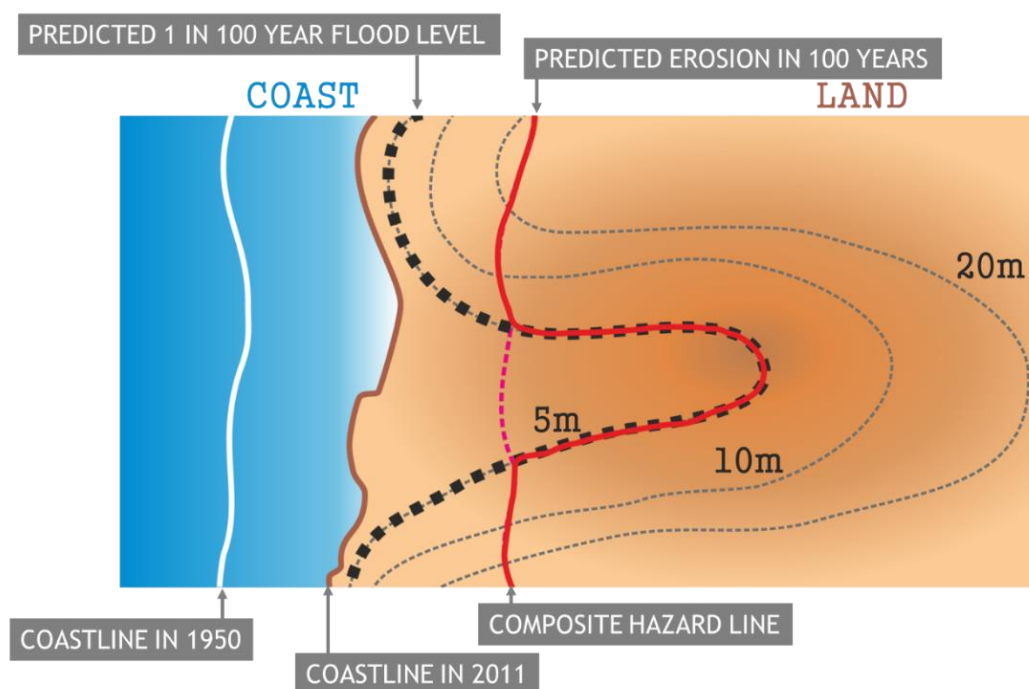 PREDICTED 1 IN 100 YEAR FLOOD LEVEL
PREDICTED EROSION IN 100 YEARS
COAST
LAND
20m
5m
10m
COASTLINE IN 1950
COMPOSITE HAZARD LINE
COASTLINE IN 2011